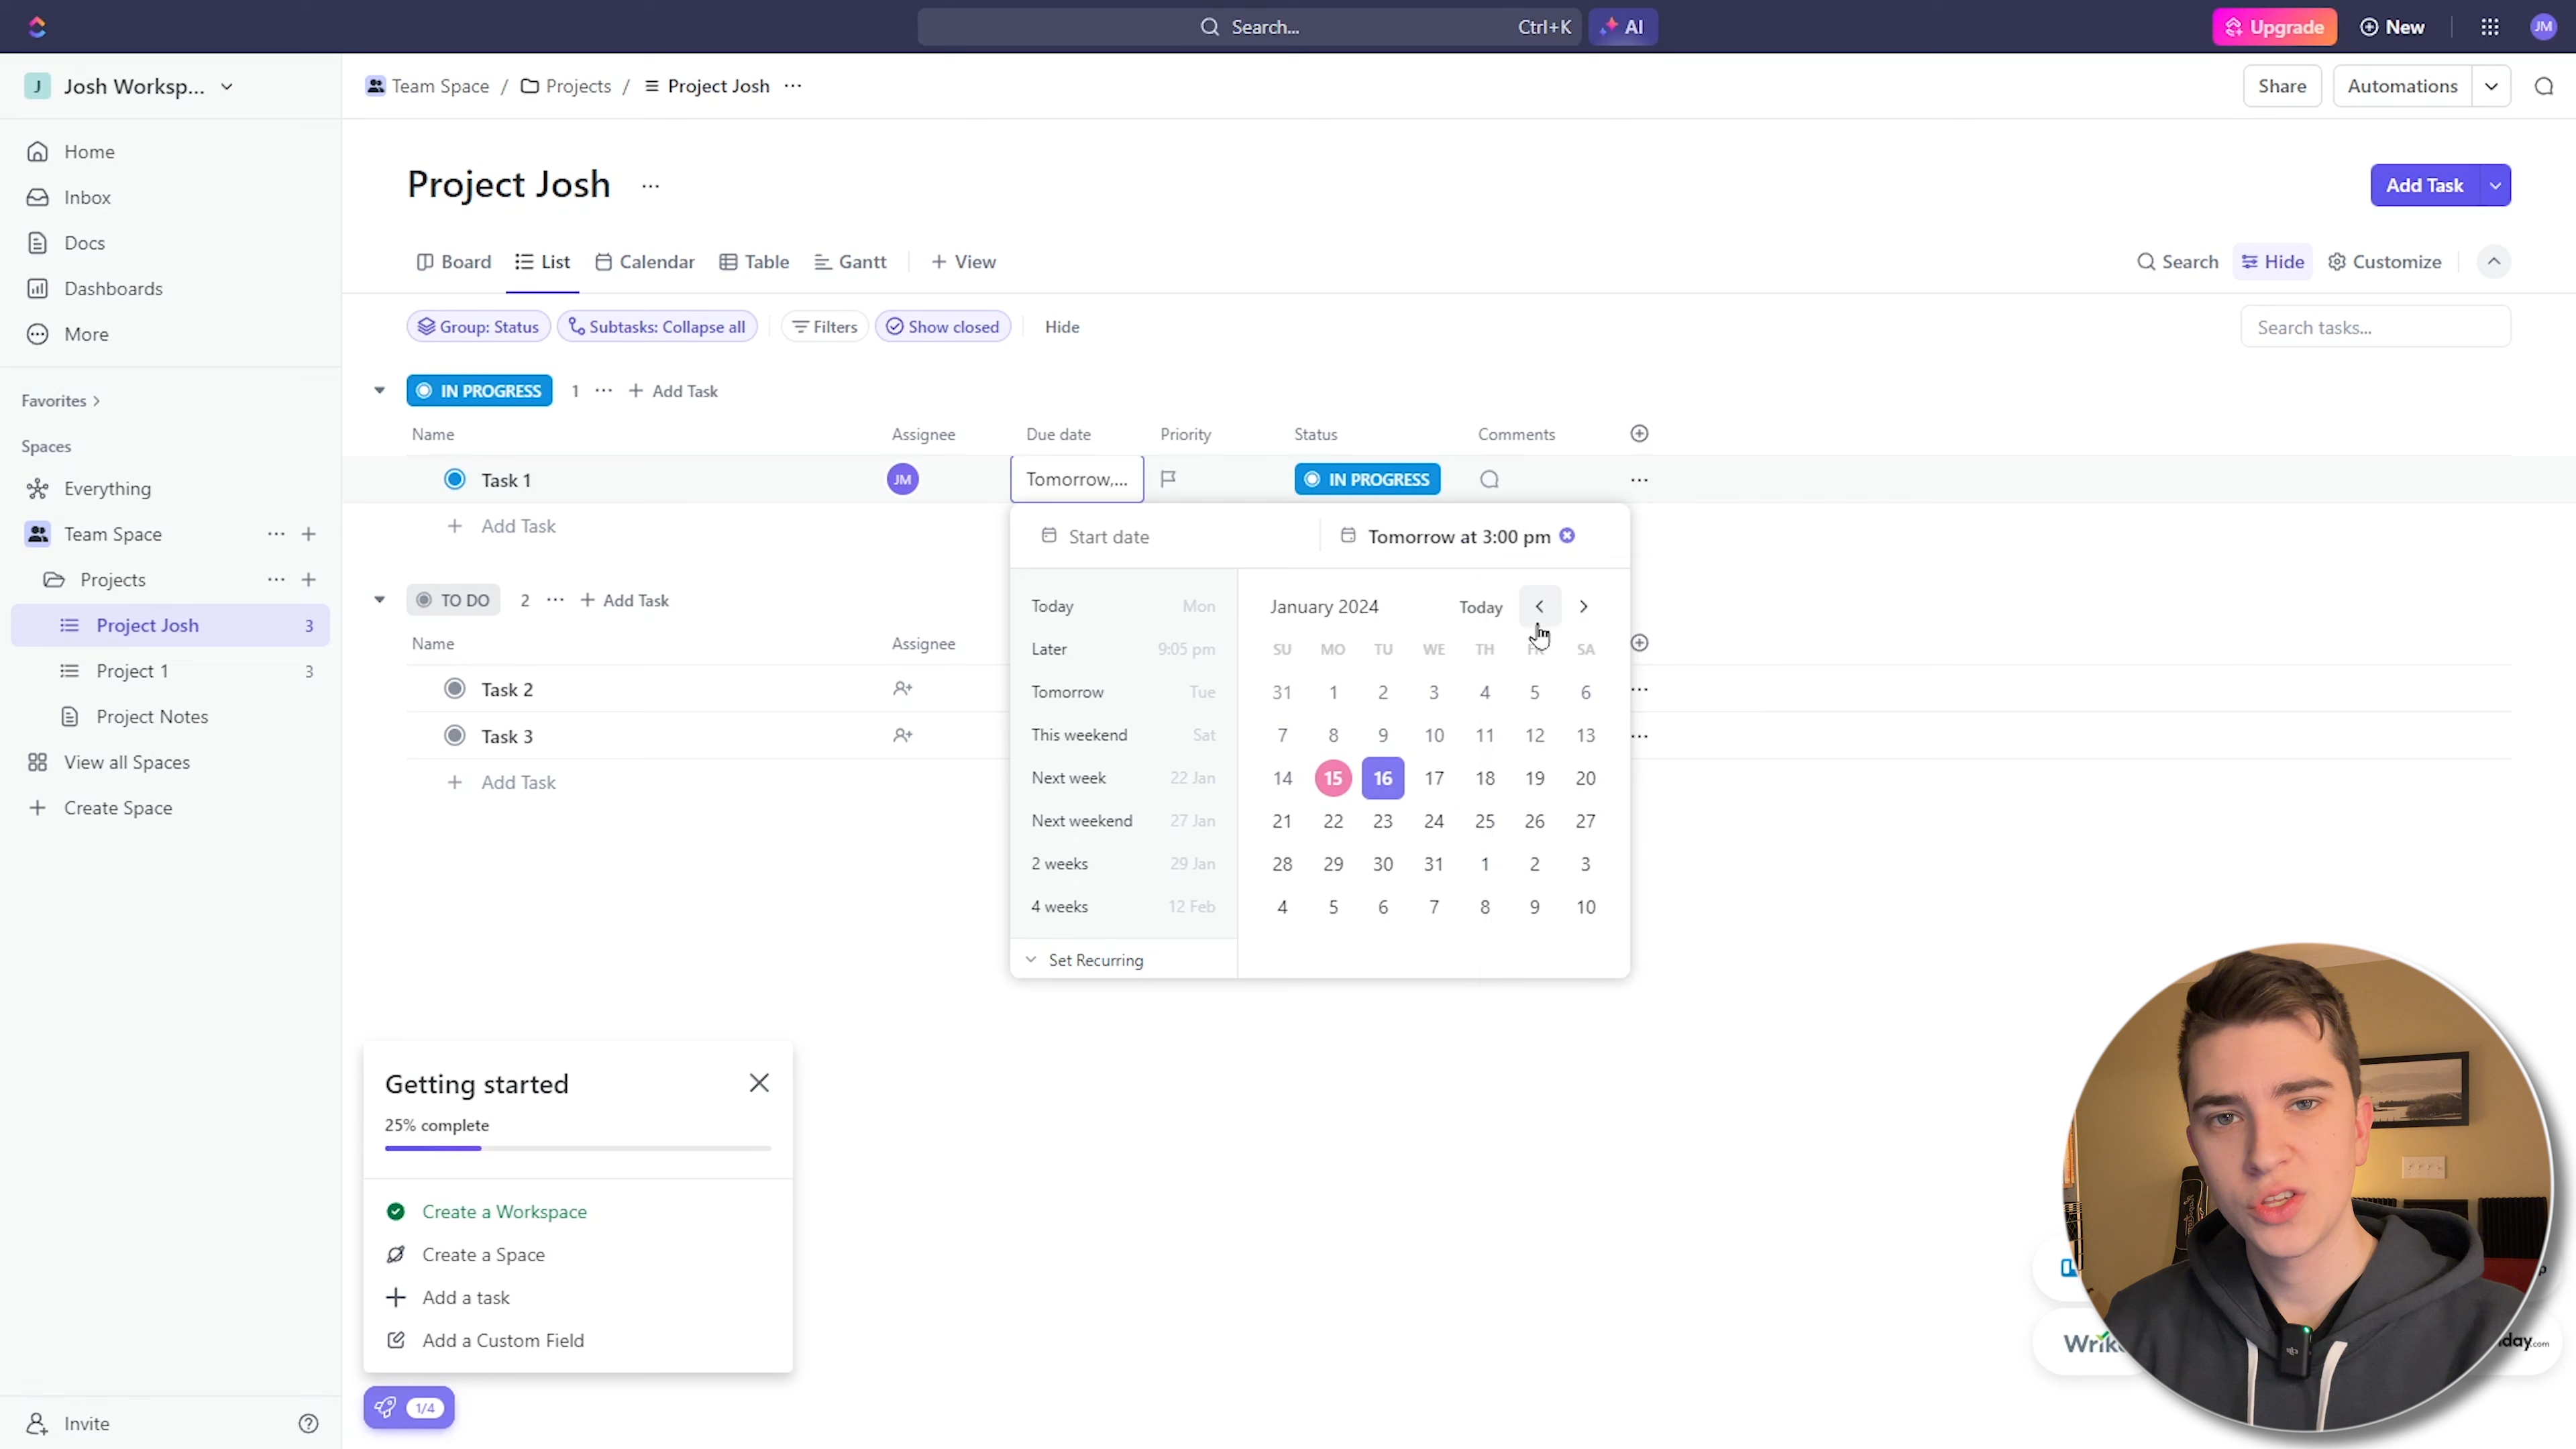 Search... Ctrl+K AI Upgrade New JM
J Josh Worksp...
Team Space / Projects / Project Josh ...
Share Automations
Home
Inbox
Docs
Dashboards
More
Favorites
Spaces
Everything
Team Space
Projects
Project Josh 3
Project 1 3
Project Notes
View all Spaces
Create Space
Invite
Project Josh ...
Add Task
Board List Calendar Table Gantt + View
Search Hide Customize
Group: Status Subtasks: Collapse all Filters Show closed Hide
Search tasks...
IN PROGRESS 1 ... + Add Task
Name Assignee Due date Priority Status Comments
Task 1 JM Tomorrow,... IN PROGRESS
+ Add Task
TO DO 2 ... + Add Task
Name Assignee
Task 2
Task 3
+ Add Task
Start date Tomorrow at 3:00 pm
Today Mon
Later 9:05 pm
Tomorrow Tue
This weekend Sat
Next week 22 Jan
Next weekend 27 Jan
2 weeks 29 Jan
4 weeks 12 Feb
Set Recurring
January 2024 Today
SU MO TU WE TH FR SA
31 1 2 3 4 5 6
7 8 9 10 11 12 13
14 15 16 17 18 19 20
21 22 23 24 25 26 27
28 29 30 31 1 2 3
4 5 6 7 8 9 10
Getting started
25% complete
Create a Workspace
Create a Space
Add a task
Add a Custom Field
1/4